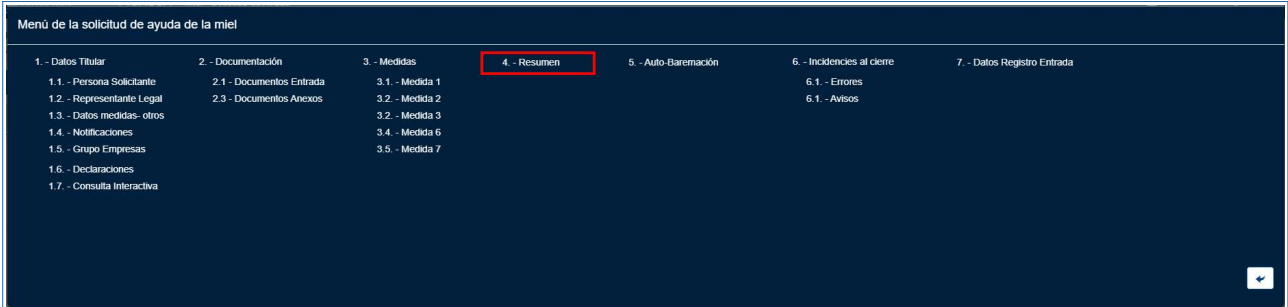 Menú de la solicitud de ayuda de la miel
1. - Datos Titular
1.1. - Persona Solicitante
1.2. - Representante Legal
1.3. - Datos medidas- otros
1.4. - Notificaciones
1.5. - Grupo Empresas
1.6. - Declaraciones
1.7. - Consulta Interactiva
2. - Documentación
2.1 - Documentos Entrada
2.3 - Documentos Anexos
3. - Medidas
3.1. - Medida 1
3.2. - Medida 2
3.2. - Medida 3
3.4. - Medida 6
3.5. - Medida 7
4. - Resumen
5. - Auto-Baremación
6. - Incidencies al cierre
6.1. - Errores
6.1. - Avisos
7. - Datos Registro Entrada